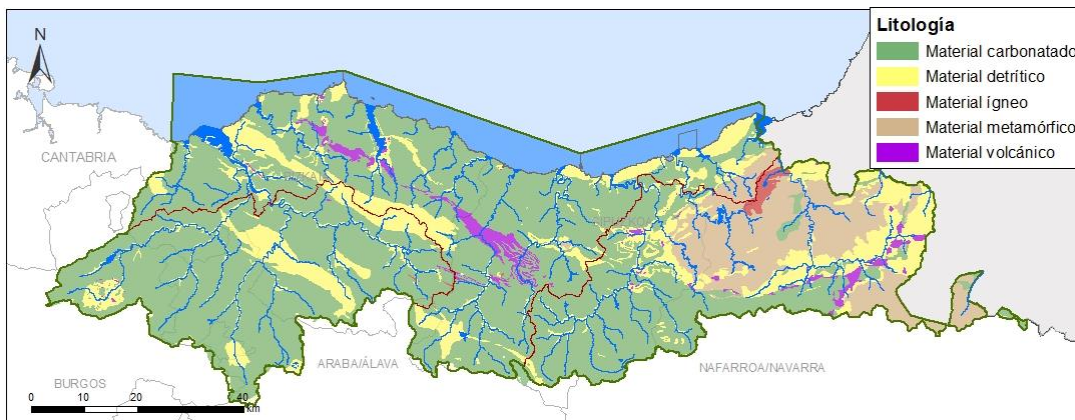 N
CANTABRIA
BURGOS
ARABA/ÁLAVA
NAFARROA/NAVARRA
0 10 20 40
km
Litología
Material carbonatado
Material detrítico
Material ígneo
Material metamórfico
Material volcánico